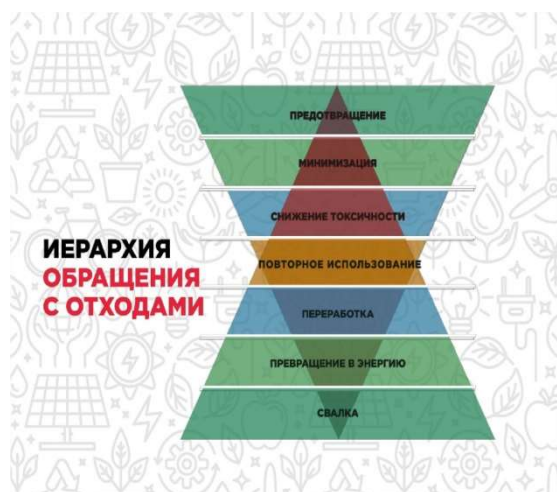 ИЕРАРХИЯ
ОБРАЩЕНИЯ
С ОТХОДАМИ
ПРЕДОТВРАЩЕНИЕ
МИНИМИЗАЦИЯ
СНИЖЕНИЕ ТОКСИЧНОСТИ
ПОВТОРНОЕ ИСПОЛЬЗОВАНИЕ
ПЕРЕРАБОТКА
ПРЕВРАЩЕНИЕ В ЭНЕРГИЮ
СВАЛКА